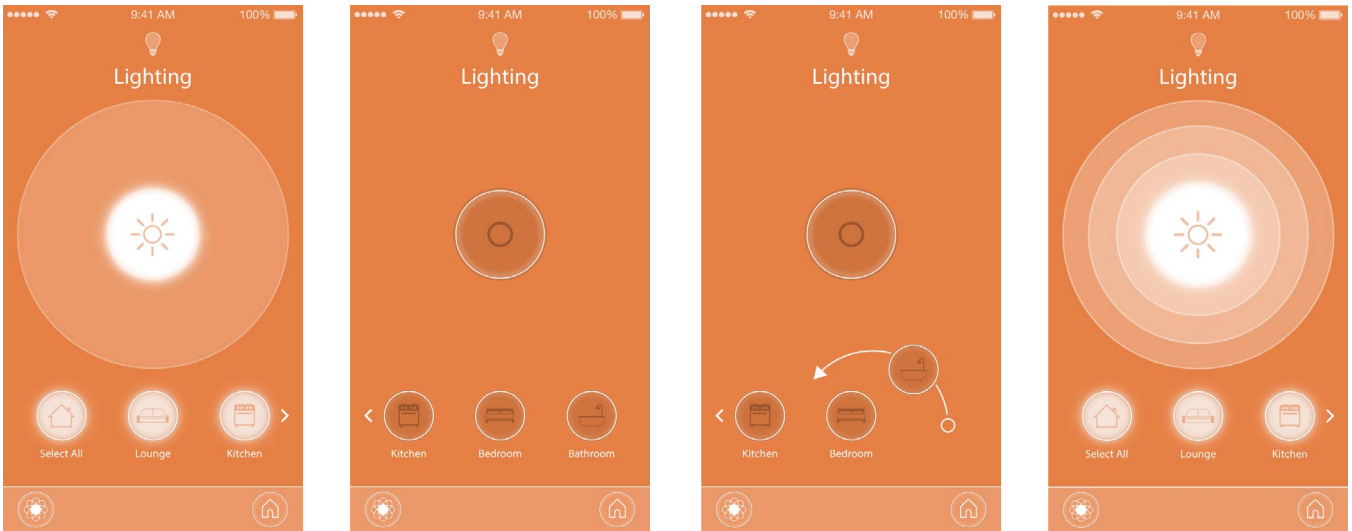 9:41 AM 100%
Lighting
Select All Lounge Kitchen
9:41 AM 100%
Lighting
Kitchen Bedroom Bathroom
9:41 AM 100%
Lighting
Kitchen Bedroom
9:41 AM 100%
Lighting
Select All Lounge Kitchen